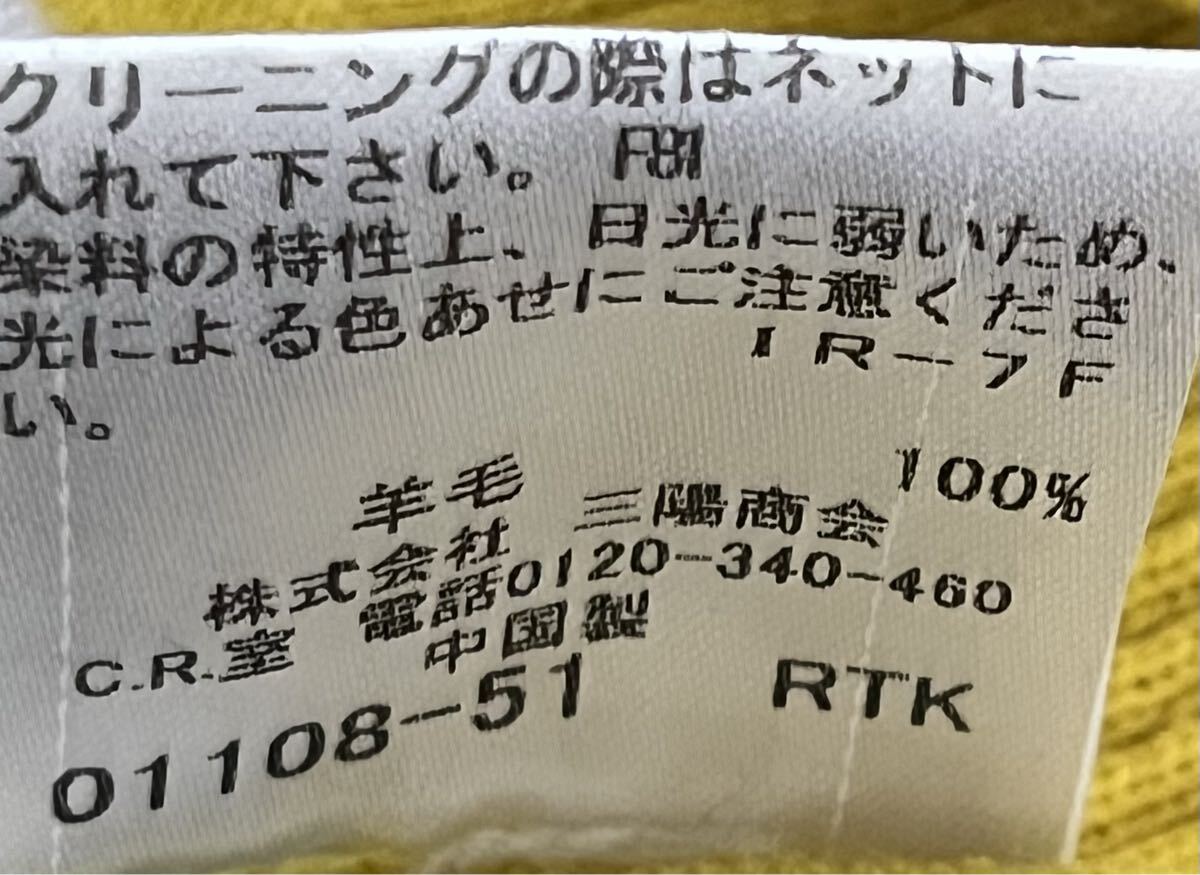 クリーニングの際はネットに
入れて下さい。
染料の特性上、日光に弱いため、
光による色あせにご注意くださ
い。
IR-7F
羊毛 100%
株式会社 三陽商会
C.R.室 電話0120-340-460
中国製
01108-51 RTK